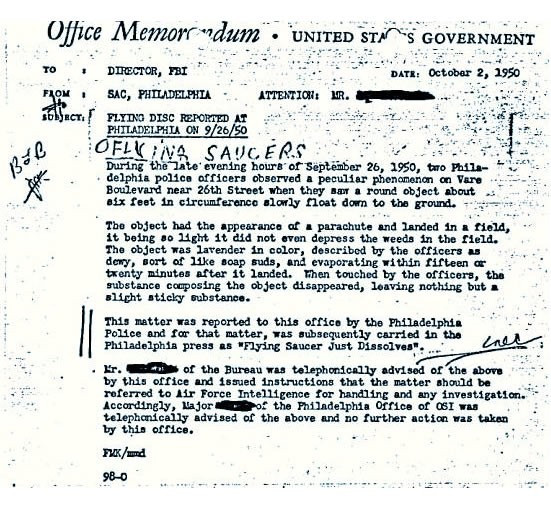 Office Memorandum • UNITED STATES GOVERNMENT
TO : DIRECTOR, FBI DATE: October 2, 1950
FROM : SAC, PHILADELPHIA ATTENTION: MR.
SUBJECT: FLYING DISC REPORTED AT
PHILADELPHIA ON 9/26/50
FLYING SAUCERS
During the late evening hours of September 26, 1950, two Phila-
delphia police officers observed a peculiar phenomenon on Vare
Boulevard near 26th Street when they saw a round object about
six feet in circumference slowly float down to the ground.
The object had the appearance of a parachute and landed in a field,
it being so light it did not even depress the weeds in the field.
The object was lavender in color, described by the officers as
dewy, sort of like soap suds, and evaporating within fifteen or
twenty minutes after it landed. When touched by the officers, the
substance composing the object disappeared, leaving nothing but a
slight sticky substance.
This matter was reported to this office by the Philadelphia
Police and for that matter, was subsequently carried in the
Philadelphia press as "Flying Saucer Just Dissolves".
Mr. of the Bureau was telephonically advised of the above
by this office and issued instructions that the matter should be
referred to Air Force Intelligence for handling and any investigation.
Accordingly, Major of the Philadelphia Office of OSI was
telephonically advised of the above and no further action was taken
by this office.
FMK/mmd
98-0